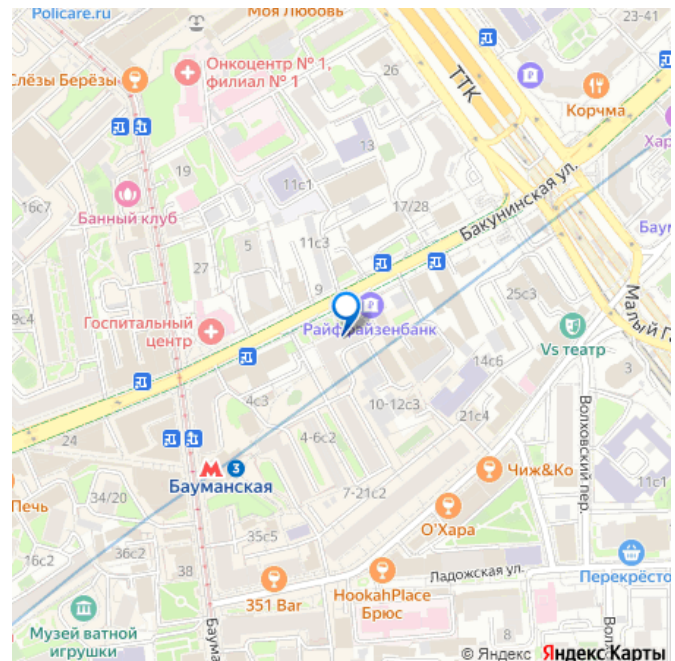 Policare.ru
Моя Любовь
23-41
Онкоцентр № 1,
филиал № 1
Слёзы Берёзы
26
ТТК
Корчма
13
Хар
19
11с1
16с7
Банный клуб
17/28
Бакунинская ул.
Бау
5
11с3
27
9
25с3
Малый Г
9с4
Госпитальный
центр
Райффайзенбанк
Vs театр
14с6
3
4с3
10-12с3
21с4
Волховский пер.
24
4-6с2
3
Бауманская
Чиж&Ко
11с1
Печь
34/20
7-21с2
О'Хара
35с5
16с2
36с2
38
Ладожская ул.
351 Bar
HookahPlace
Брюс
Перекрёсто
Музей ватной
игрушки
Баума
8
Вол
© Яндекс Яндекс Карты